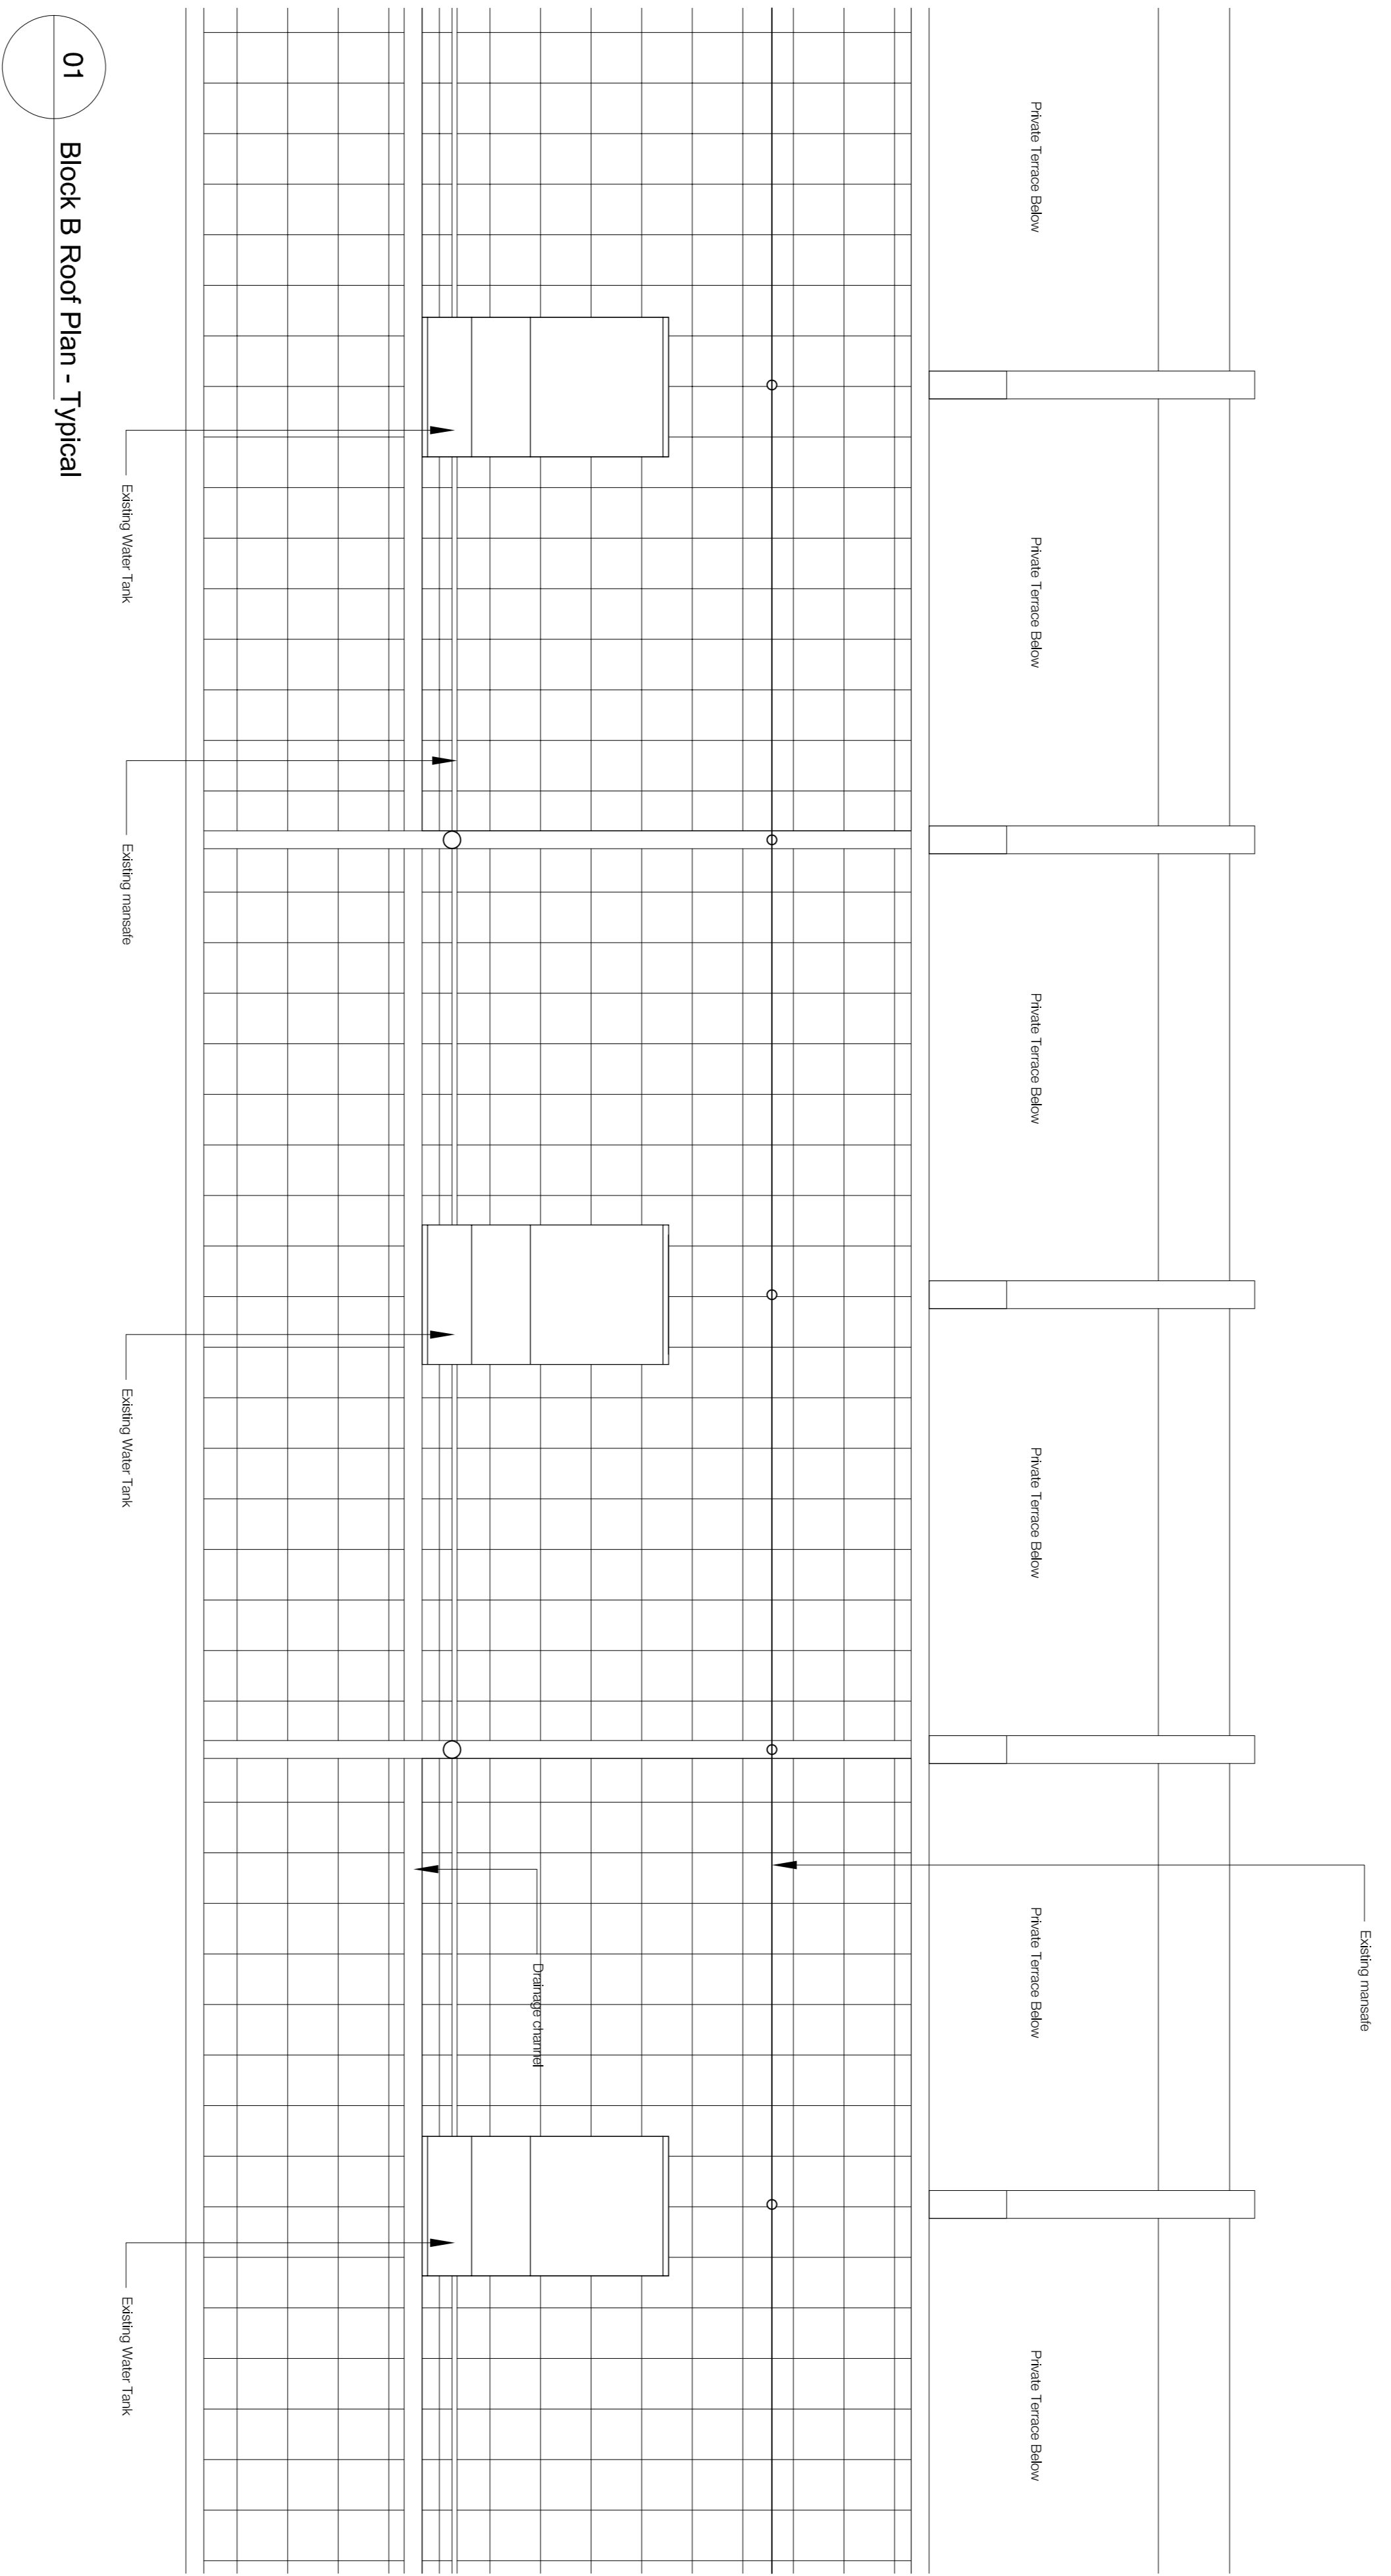 Existing mansafe
Private Terrace Below
Private Terrace Below
Private Terrace Below
Private Terrace Below
Private Terrace Below
Private Terrace Below
Drainage channel
Existing Water Tank
Existing mansafe
Existing Water Tank
Existing Water Tank
01
Block B Roof Plan - Typical